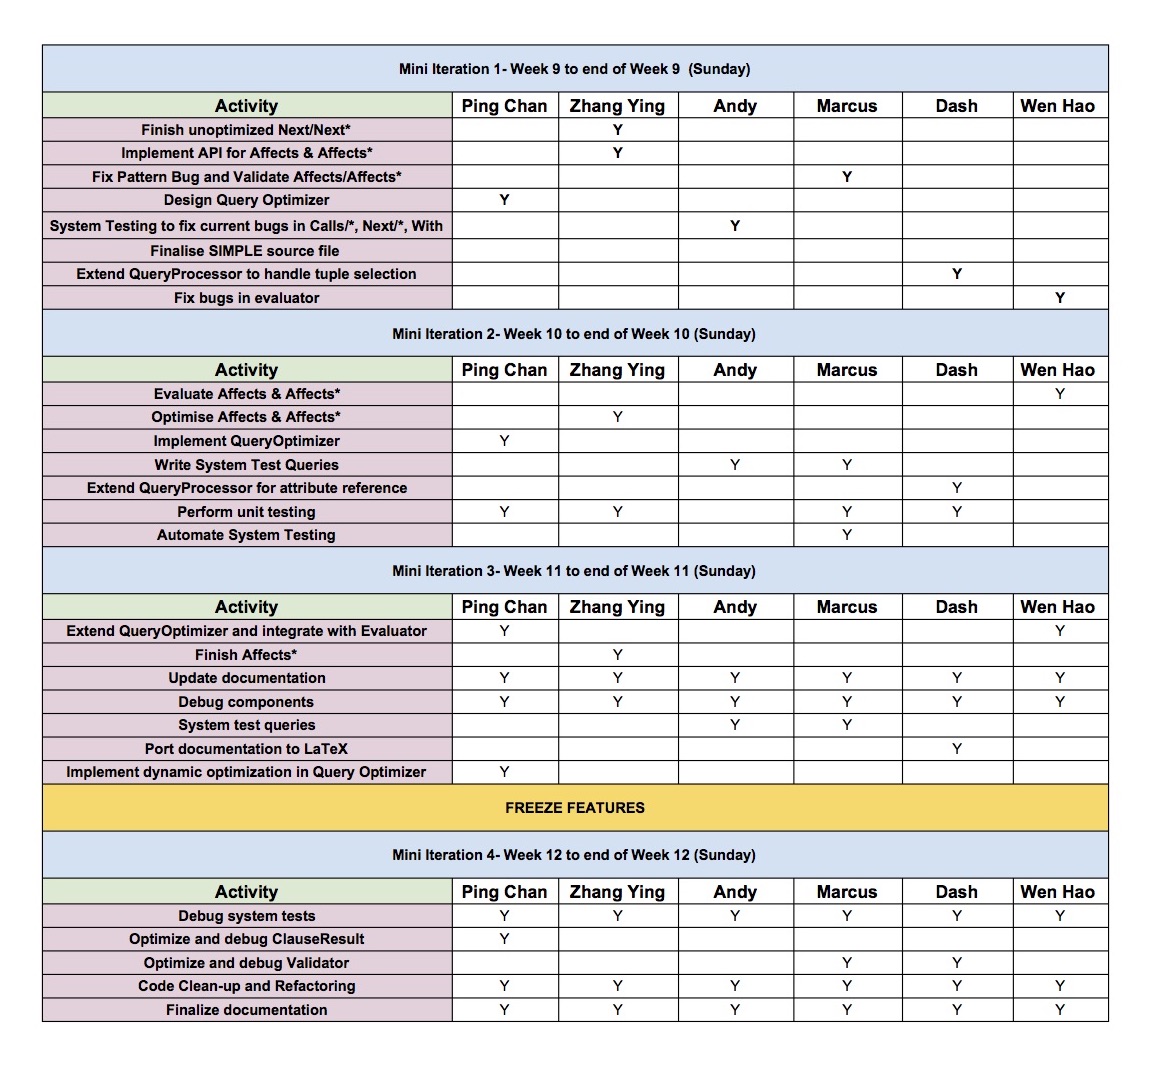 Mini Iteration 1- Week 9 to end of Week 9 (Sunday)
Activity Ping Chan Zhang Ying Andy Marcus Dash Wen Hao
Finish unoptimized Next/Next* Y
Implement API for Affects & Affects* Y
Fix Pattern Bug and Validate Affects/Affects* Y
Design Query Optimizer Y
System Testing to fix current bugs in Calls/*, Next/*, With Y
Finalise SIMPLE source file
Extend QueryProcessor to handle tuple selection Y
Fix bugs in evaluator Y
Mini Iteration 2- Week 10 to end of Week 10 (Sunday)
Activity Ping Chan Zhang Ying Andy Marcus Dash Wen Hao
Evaluate Affects & Affects* Y
Optimise Affects & Affects* Y
Implement QueryOptimizer Y
Write System Test Queries Y Y
Extend QueryProcessor for attribute reference Y
Perform unit testing Y Y Y Y
Automate System Testing Y
Mini Iteration 3- Week 11 to end of Week 11 (Sunday)
Activity Ping Chan Zhang Ying Andy Marcus Dash Wen Hao
Extend QueryOptimizer and integrate with Evaluator Y Y
Finish Affects* Y
Update documentation Y Y Y Y Y Y
Debug components Y Y Y Y Y Y
System test queries Y Y
Port documentation to LaTeX Y
Implement dynamic optimization in Query Optimizer Y
FREEZE FEATURES
Mini Iteration 4- Week 12 to end of Week 12 (Sunday)
Activity Ping Chan Zhang Ying Andy Marcus Dash Wen Hao
Debug system tests Y Y Y Y Y Y
Optimize and debug ClauseResult Y
Optimize and debug Validator Y Y
Code Clean-up and Refactoring Y Y Y Y Y Y
Finalize documentation Y Y Y Y Y Y